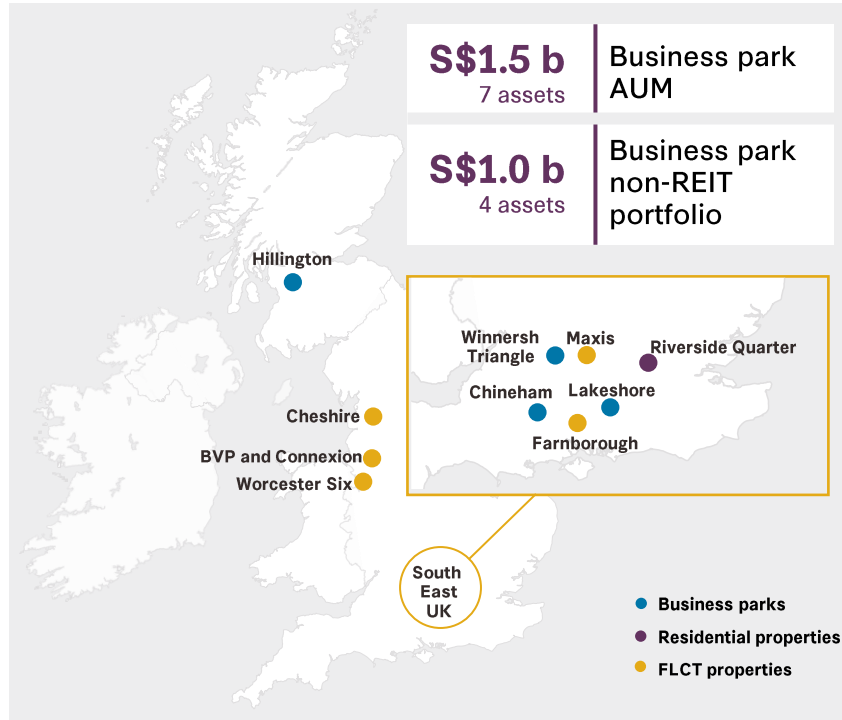 S$1.5 b
7 assets
Business park
AUM
S$1.0 b
4 assets
Business park
non-REIT
portfolio
Hillington
Winnersh
Triangle
Maxis
Riverside Quarter
Chineham
Lakeshore
Farnborough
Cheshire
BVP and Connexion
Worcester Six
South
East
UK
Business parks
Residential properties
FLCT properties